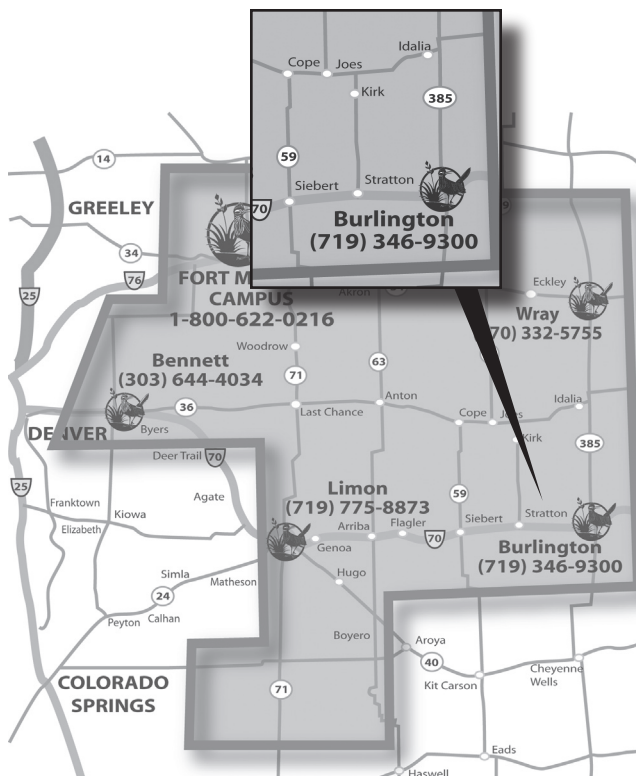 Idalia
Cope
Joes
Kirk
385
59
Siebert
Stratton
70
Burlington
(719) 346-9300
14
GREELEY
34
76
25
FORT M
CAMPUS
1-800-622-0216
Akron
Eckley
Wray
70) 332-5755
Woodrow
Bennett
(303) 644-4034
71
63
36
Last Chance
Anton
Cope
Joes
Idalia
DENVER
Byers
Kirk
385
Deer Trail
70
25
Franktown
Kiowa
Elizabeth
Agate
Limon
(719) 775-8873
59
Arriba
Flagler
70
Siebert
Stratton
Genoa
Burlington
(719) 346-9300
Hugo
Simla
Matheson
24
Peyton
Calhan
Boyero
Aroya
40
Kit Carson
Cheyenne
Wells
COLORADO
SPRINGS
71
Eads
Haswell